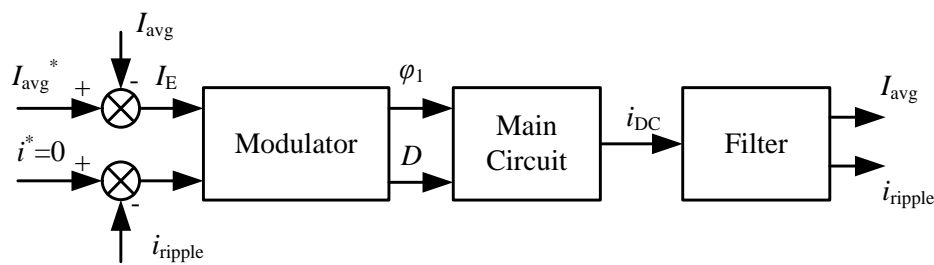 I_avg
I_avg* + - I_E
Modulator
φ₁
Main
Circuit
i_DC
Filter
I_avg
i*=0 +
-
D
i_ripple
i_ripple